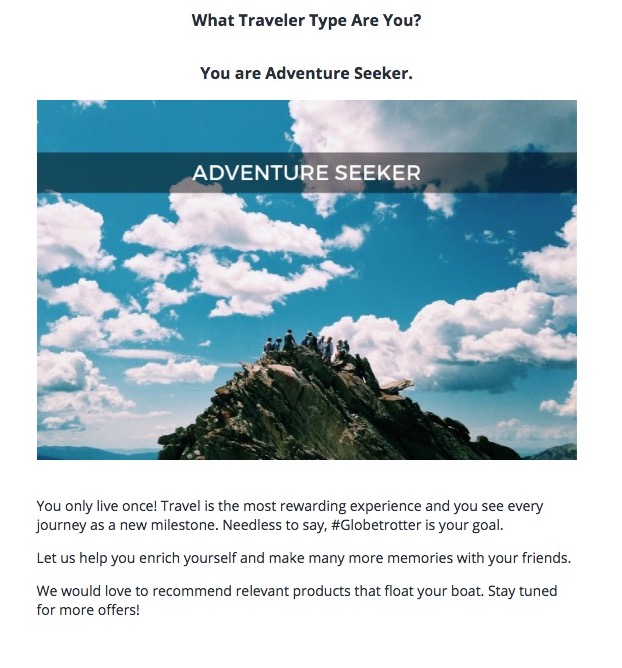 What Traveler Type Are You?
You are Adventure Seeker.
ADVENTURE SEEKER
You only live once! Travel is the most rewarding experience and you see every
journey as a new milestone. Needless to say, #Globetrotter is your goal.
Let us help you enrich yourself and make many more memories with your friends.
We would love to recommend relevant products that float your boat. Stay tuned
for more offers!